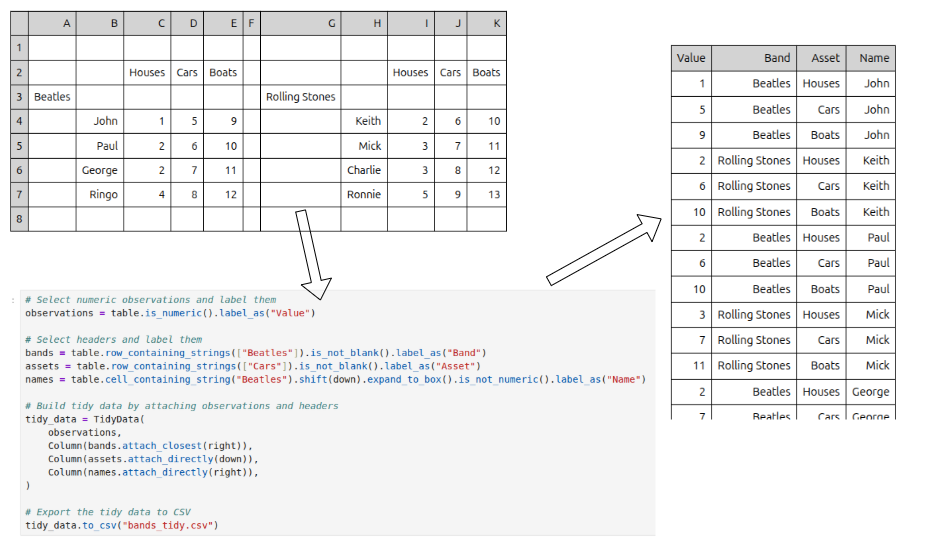 A B C D E F G H I J K
1
2 Houses Cars Boats Houses Cars Boats
3 Beatles Rolling Stones
4 John 1 5 9 Keith 2 6 10
5 Paul 2 6 10 Mick 3 7 11
6 George 2 7 11 Charlie 3 8 12
7 Ringo 4 8 12 Ronnie 5 9 13
8
Value Band Asset Name
1 Beatles Houses John
5 Beatles Cars John
9 Beatles Boats John
2 Rolling Stones Houses Keith
6 Rolling Stones Cars Keith
10 Rolling Stones Boats Keith
2 Beatles Houses Paul
6 Beatles Cars Paul
10 Beatles Boats Paul
3 Rolling Stones Houses Mick
7 Rolling Stones Cars Mick
11 Rolling Stones Boats Mick
2 Beatles Houses George
7 Beatles Cars George
:
# Select numeric observations and label them
observations = table.is_numeric().label_as("Value")
# Select headers and label them
bands = table.row_containing_strings(["Beatles"]).is_not_blank().label_as("Band")
assets = table.row_containing_strings(["Cars"]).is_not_blank().label_as("Asset")
names = table.cell_containing_string("Beatles").shift(down).expand_to_box().is_not_numeric().label_as("Name")
# Build tidy data by attaching observations and headers
tidy_data = TidyData(
    observations,
    Column(bands.attach_closest(right)),
    Column(assets.attach_directly(down)),
    Column(names.attach_directly(right)),
)
# Export the tidy data to CSV
tidy_data.to_csv("bands_tidy.csv")